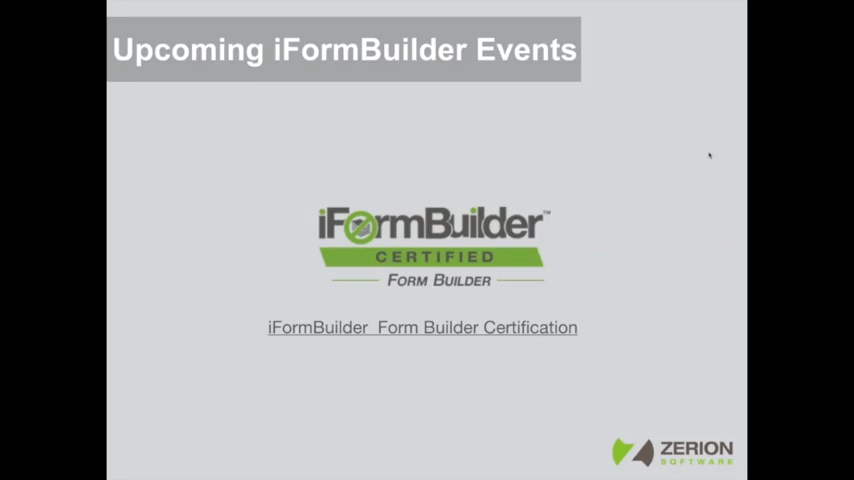 Upcoming iFormBuilder Events
iFormBuilder™
CERTIFIED
FORM BUILDER
iFormBuilder Form Builder Certification
ZERION
SOFTWARE